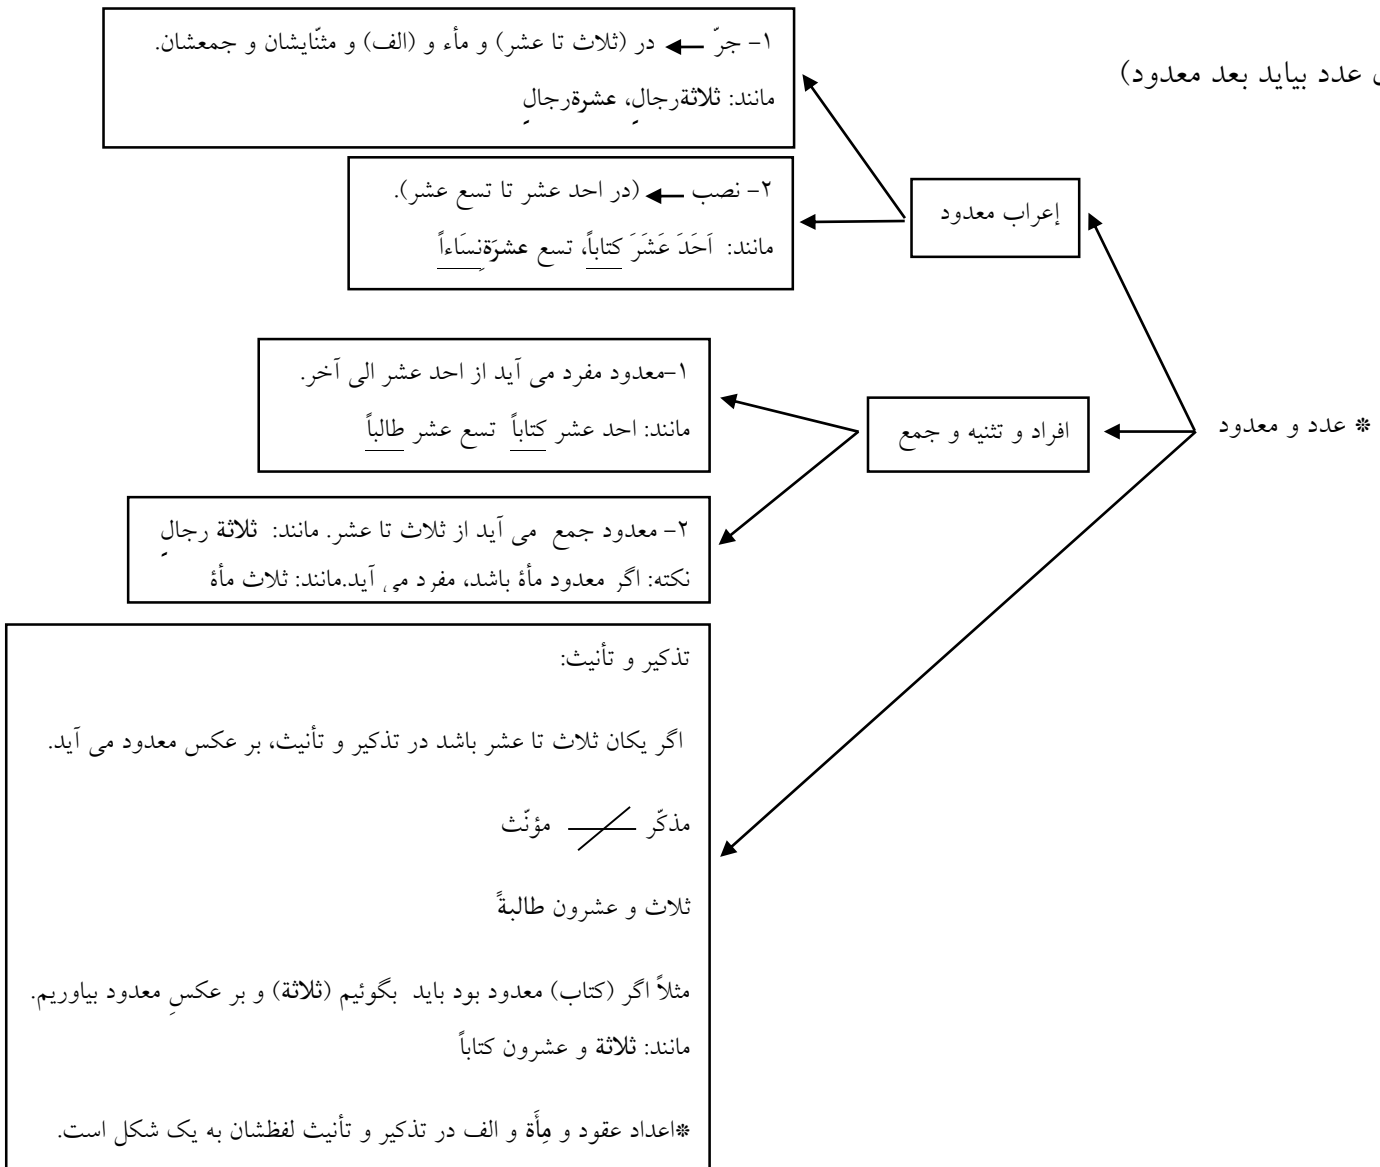 عدد بیاید بعد معدود)
۱- جرّ در (ثلاث تا عشر) و مأء و (الف) و مثنّایشان و جمعشان.
مانند: ثلاثةرجالٍ، عشرةرجالٍ
۲- نصب (در احد عشر تا تسع عشر).
مانند: اَحَدَ عَشَرَ کتاباً، تسع عشرَةنِسَاءاً
إعراب معدود
۱-معدود مفرد می آید از احد عشر الی آخر.
مانند: احد عشر کتاباً تسع عشر طالباً
افراد و تثنیه و جمع
* عدد و معدود
۲- معدود جمع می آید از ثلاث تا عشر. مانند: ثلاثة رجالٍ
نکته: اگر معدود مأة باشد، مفرد می آید.مانند: ثلاث مأة
تذکیر و تأنیث:
اگر یکان ثلاث تا عشر باشد در تذکیر و تأنیث، بر عکس معدود می آید.
مذکّر مؤنّث
ثلاث و عشرون طالبةً
مثلاً اگر (کتاب) معدود بود باید بگوئیم (ثلاثة) و بر عکسِ معدود بیاوریم.
مانند: ثلاثة و عشرون کتاباً
*اعداد عقود و مِأَة و الف در تذکیر و تأنیث لفظشان به یک شکل است.